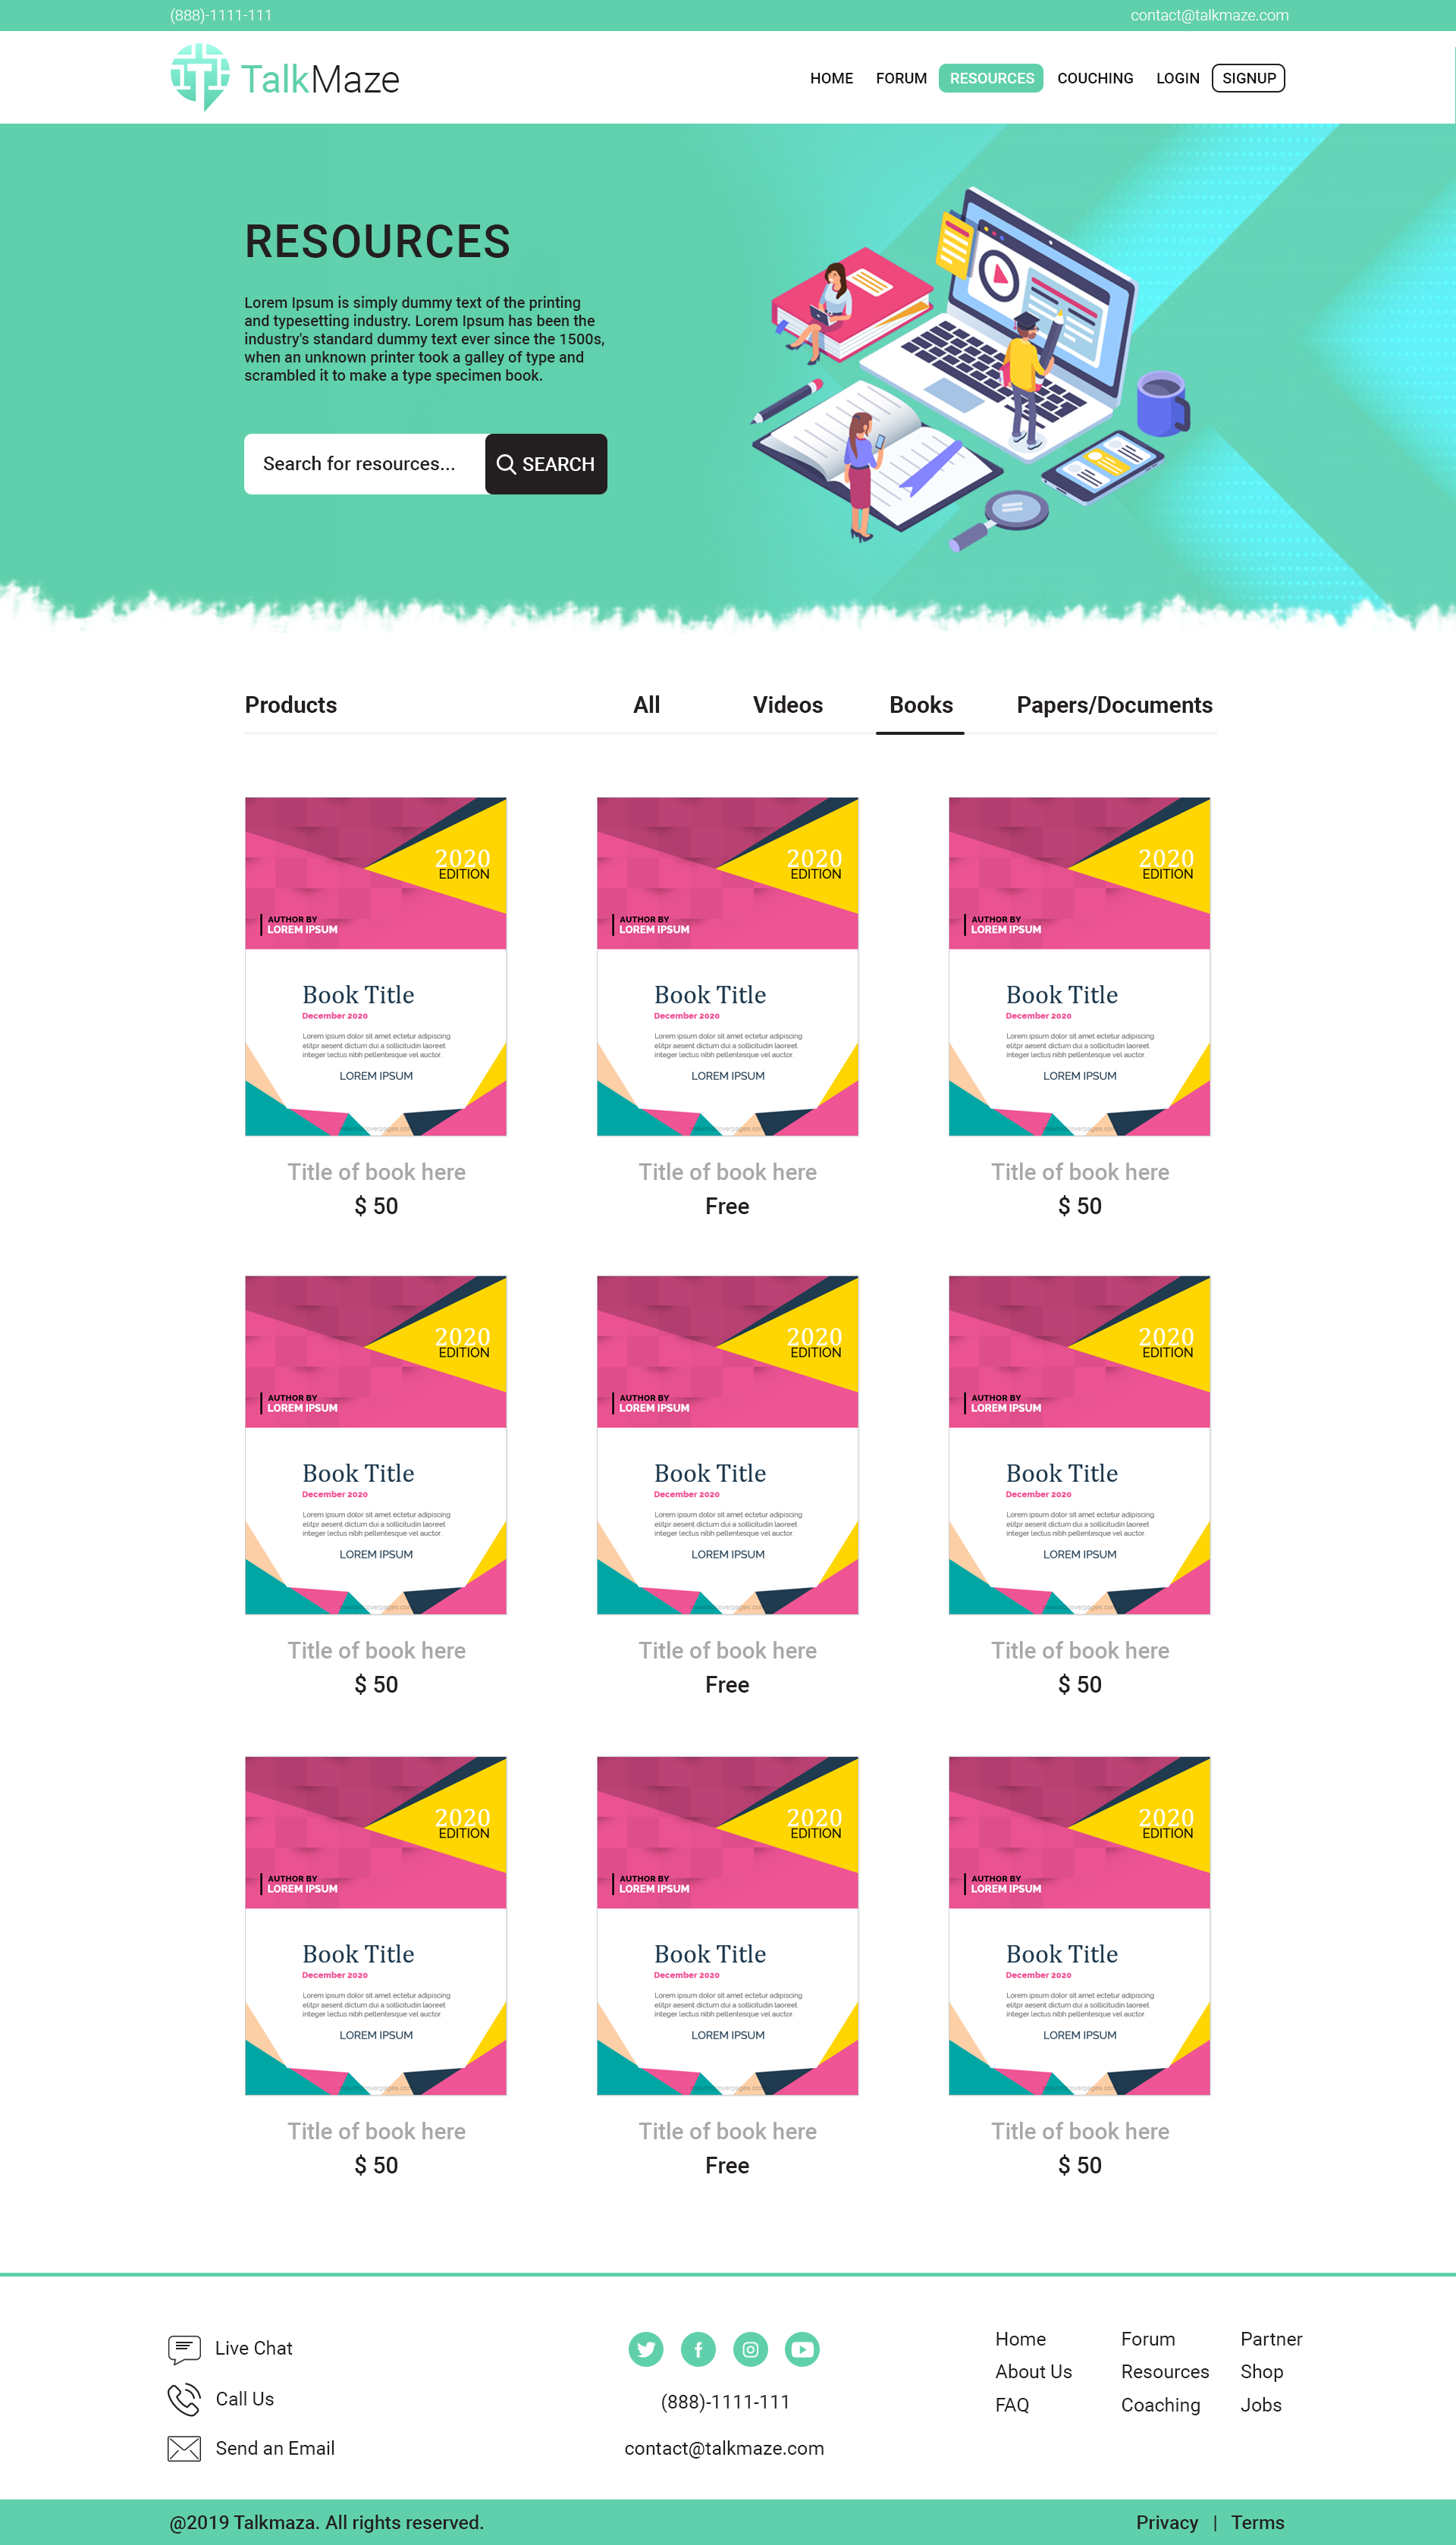 (888)-1111-111
contact@talkmaze.com
TalkMaze
HOME FORUM RESOURCES COUCHING LOGIN SIGNUP
RESOURCES
Lorem Ipsum is simply dummy text of the printing
and typesetting industry. Lorem Ipsum has been the
industry's standard dummy text ever since the 1500s,
when an unknown printer took a galley of type and
scrambled it to make a type specimen book.
Search for resources...
SEARCH
Products All Videos Books Papers/Documents
2020
EDITION
AUTHOR BY
LOREM IPSUM
Book Title
December 2020
Lorem ipsum dolor sit amet ectetur adipiscing
elitpr aesent dictum dui a sollicitudin laoreet
integer lectus nibh pellentesque vel auctor.
LOREM IPSUM
Title of book here
$ 50
2020
EDITION
AUTHOR BY
LOREM IPSUM
Book Title
December 2020
Lorem ipsum dolor sit amet ectetur adipiscing
elitpr aesent dictum dui a sollicitudin laoreet
integer lectus nibh pellentesque vel auctor.
LOREM IPSUM
Title of book here
Free
2020
EDITION
AUTHOR BY
LOREM IPSUM
Book Title
December 2020
Lorem ipsum dolor sit amet ectetur adipiscing
elitpr aesent dictum dui a sollicitudin laoreet
integer lectus nibh pellentesque vel auctor.
LOREM IPSUM
Title of book here
$ 50
2020
EDITION
AUTHOR BY
LOREM IPSUM
Book Title
December 2020
Lorem ipsum dolor sit amet ectetur adipiscing
elitpr aesent dictum dui a sollicitudin laoreet
integer lectus nibh pellentesque vel auctor.
LOREM IPSUM
Title of book here
$ 50
2020
EDITION
AUTHOR BY
LOREM IPSUM
Book Title
December 2020
Lorem ipsum dolor sit amet ectetur adipiscing
elitpr aesent dictum dui a sollicitudin laoreet
integer lectus nibh pellentesque vel auctor.
LOREM IPSUM
Title of book here
Free
2020
EDITION
AUTHOR BY
LOREM IPSUM
Book Title
December 2020
Lorem ipsum dolor sit amet ectetur adipiscing
elitpr aesent dictum dui a sollicitudin laoreet
integer lectus nibh pellentesque vel auctor.
LOREM IPSUM
Title of book here
$ 50
2020
EDITION
AUTHOR BY
LOREM IPSUM
Book Title
December 2020
Lorem ipsum dolor sit amet ectetur adipiscing
elitpr aesent dictum dui a sollicitudin laoreet
integer lectus nibh pellentesque vel auctor.
LOREM IPSUM
Title of book here
$ 50
2020
EDITION
AUTHOR BY
LOREM IPSUM
Book Title
December 2020
Lorem ipsum dolor sit amet ectetur adipiscing
elitpr aesent dictum dui a sollicitudin laoreet
integer lectus nibh pellentesque vel auctor.
LOREM IPSUM
Title of book here
Free
2020
EDITION
AUTHOR BY
LOREM IPSUM
Book Title
December 2020
Lorem ipsum dolor sit amet ectetur adipiscing
elitpr aesent dictum dui a sollicitudin laoreet
integer lectus nibh pellentesque vel auctor.
LOREM IPSUM
Title of book here
$ 50
Live Chat
Call Us
Send an Email
(888)-1111-111
contact@talkmaze.com
Home Forum Partner
About Us Resources Shop
FAQ Coaching Jobs
@2019 Talkmaza. All rights reserved.
Privacy | Terms